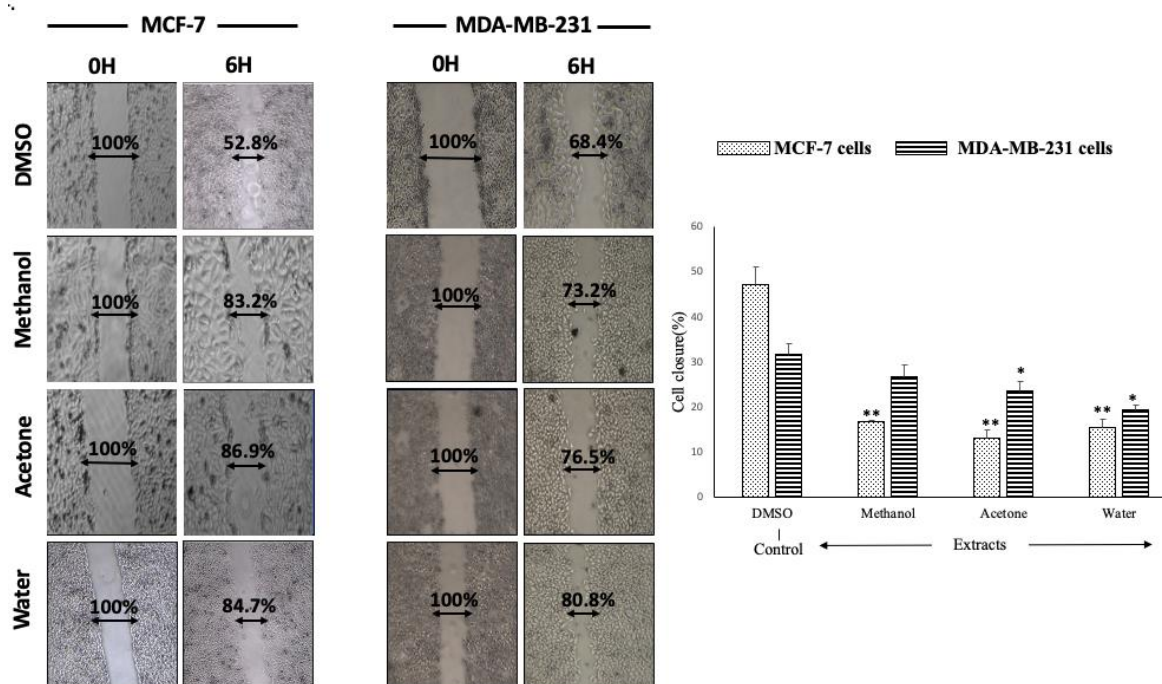 MCF-7
MDA-MB-231
0H
6H
0H
6H
DMSO
100%
52.8%
100%
68.4%
Methanol
100%
83.2%
100%
73.2%
Acetone
100%
86.9%
100%
76.5%
Water
100%
84.7%
100%
80.8%
MCF-7 cells
MDA-MB-231 cells
Cell closure(%)
60
50
40
30
20
10
0
**
**
*
**
*
DMSO
Methanol
Acetone
Water
Control
Extracts